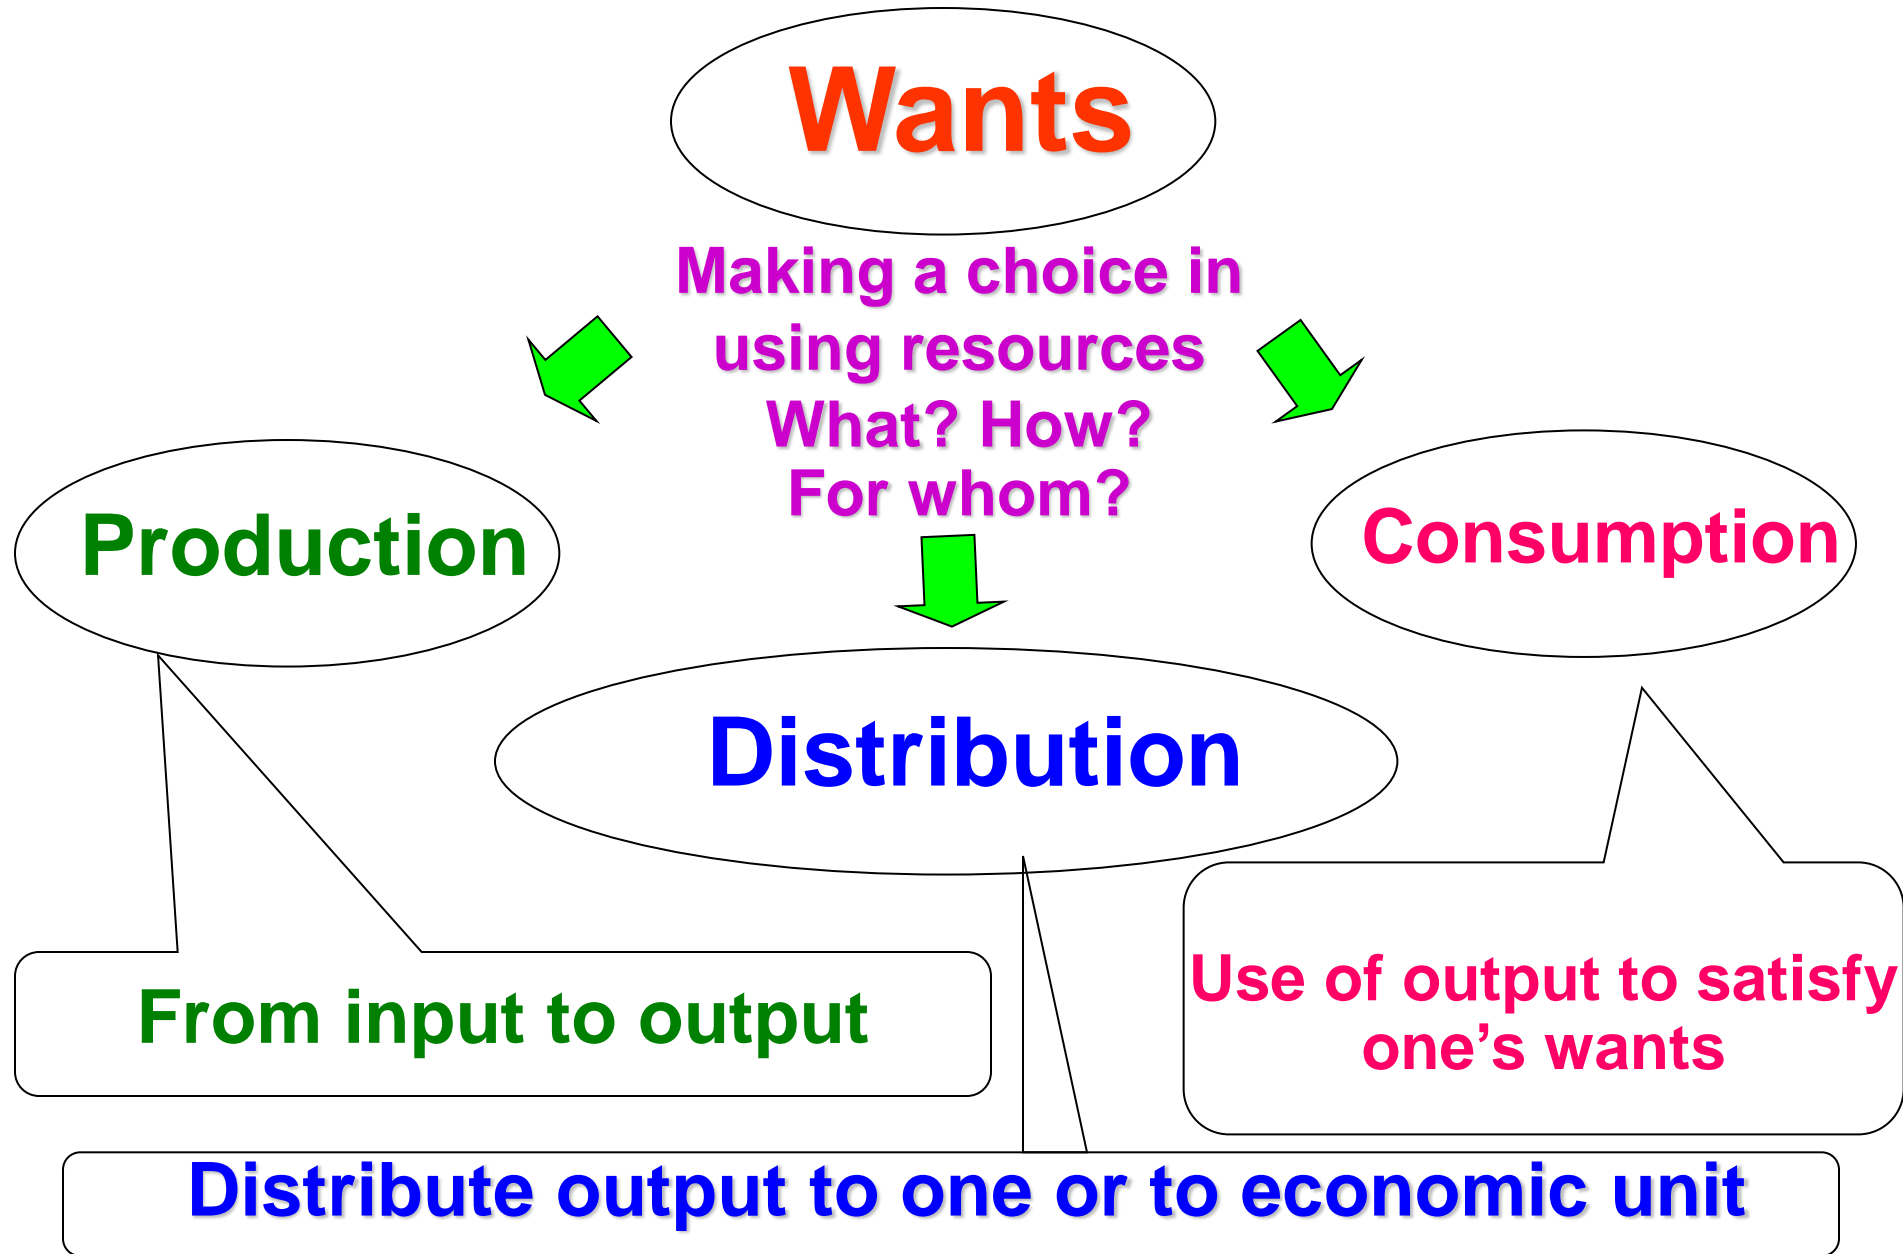 Wants
Making a choice in
using resources
What? How?
For whom?
Production
Consumption
Distribution
From input to output
Use of output to satisfy
one’s wants
Distribute output to one or to economic unit